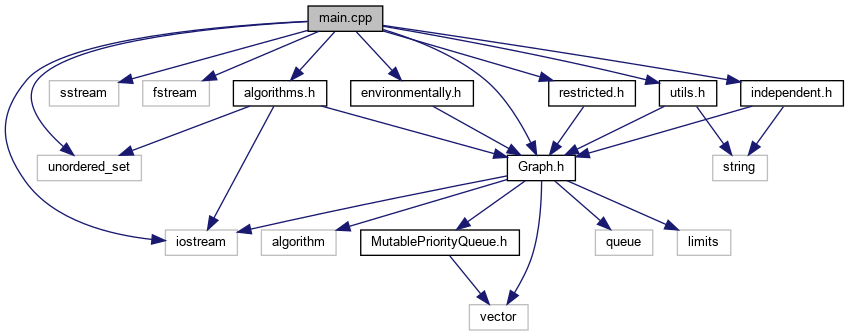 main.cpp
sstream
fstream
algorithms.h
environmentally.h
restricted.h
utils.h
independent.h
unordered_set
Graph.h
string
iostream
algorithm
MutablePriorityQueue.h
queue
limits
vector